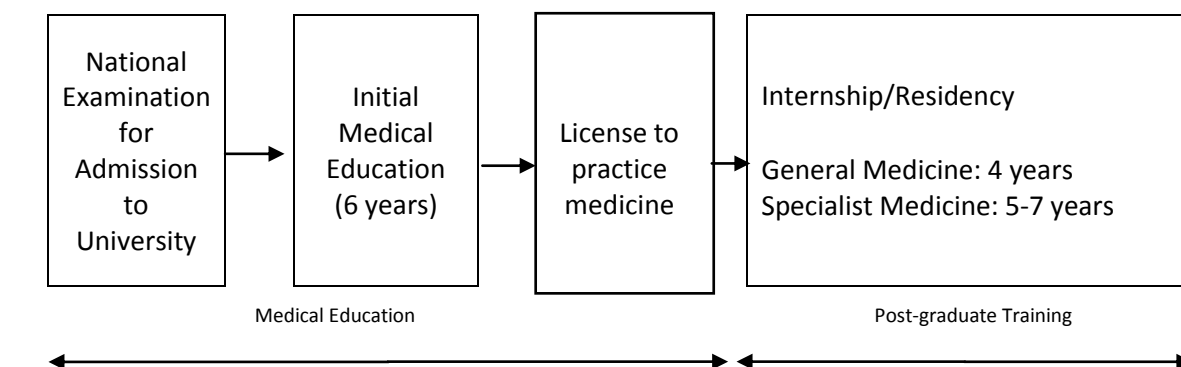 National
Examination
for
Admission
to
University
Initial
Medical
Education
(6 years)
License to
practice
medicine
Internship/Residency
General Medicine: 4 years
Specialist Medicine: 5-7 years
Medical Education
Post-graduate Training